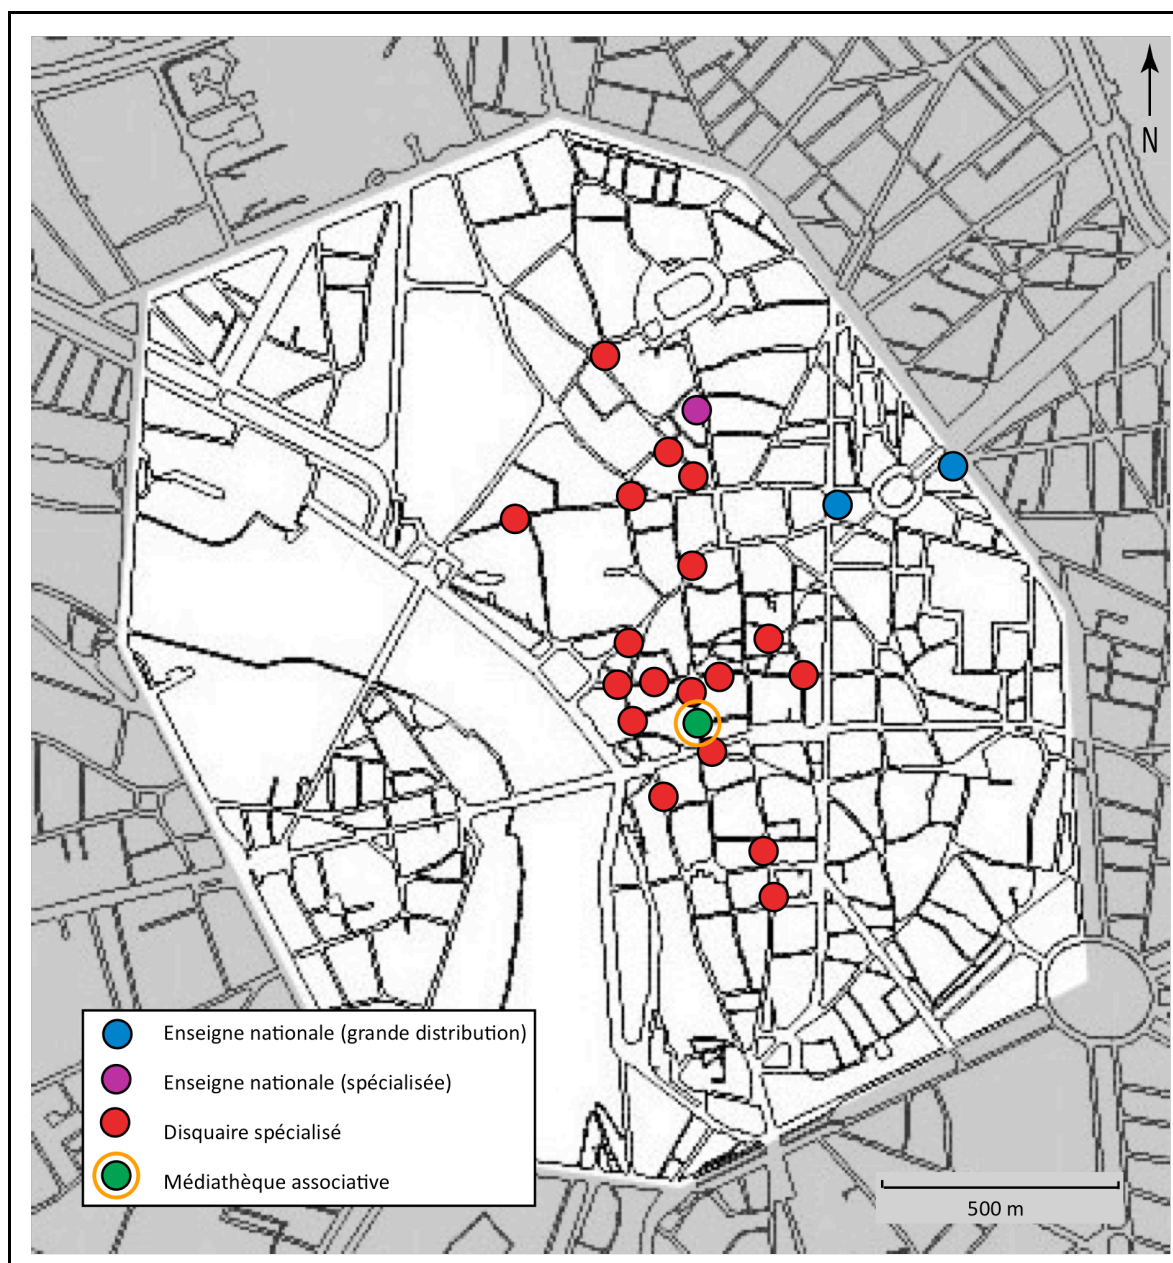 N
Enseigne nationale (grande distribution)
Enseigne nationale (spécialisée)
Disquaire spécialisé
Médiathèque associative
500 m